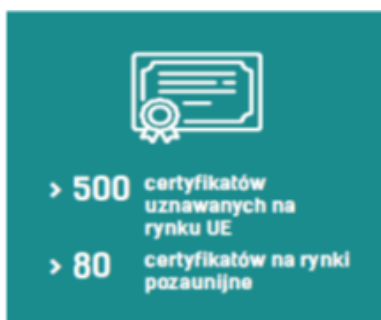 > 500 certyfikatów
uznawanych na
rynku UE
> 80 certyfikatów na rynki
pozaunijne